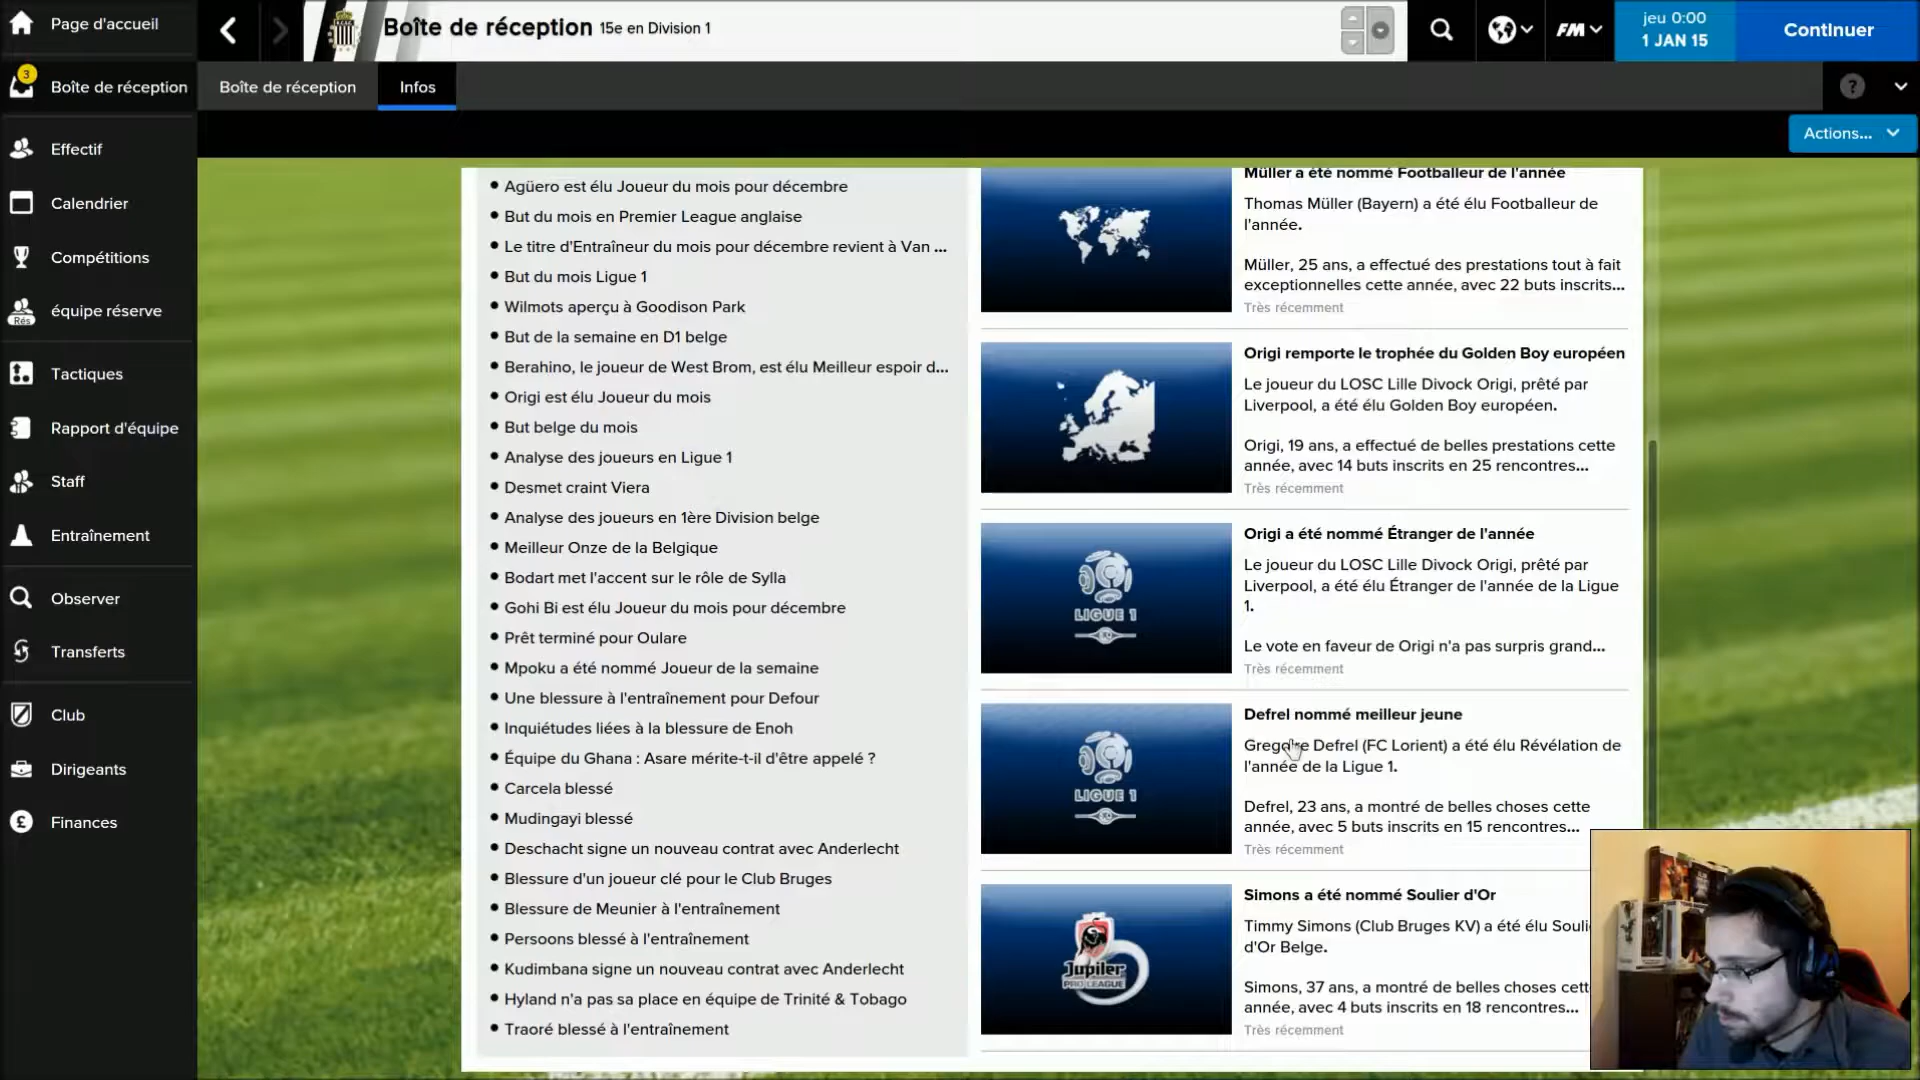 Page d'accueil
3
Boîte de réception
Effectif
Calendrier
Compétitions
Rés
équipe réserve
Tactiques
Rapport d'équipe
Staff
Entraînement
Observer
Transferts
Club
Dirigeants
£
Finances
Boîte de réception 15e en Division 1
FM
jeu 0:00
1 JAN 15
Continuer
Boîte de réception
Infos
?
Actions...
Agüero est élu Joueur du mois pour décembre
But du mois en Premier League anglaise
Le titre d'Entraîneur du mois pour décembre revient à Van ...
But du mois Ligue 1
Wilmots aperçu à Goodison Park
But de la semaine en D1 belge
Berahino, le joueur de West Brom, est élu Meilleur espoir d...
Origi est élu Joueur du mois
But belge du mois
Analyse des joueurs en Ligue 1
Desmet craint Viera
Analyse des joueurs en 1ère Division belge
Meilleur Onze de la Belgique
Bodart met l'accent sur le rôle de Sylla
Gohi Bi est élu Joueur du mois pour décembre
Prêt terminé pour Oulare
Mpoku a été nommé Joueur de la semaine
Une blessure à l'entraînement pour Defour
Inquiétudes liées à la blessure de Enoh
Équipe du Ghana : Asare mérite-t-il d'être appelé ?
Carcela blessé
Mudingayi blessé
Deschacht signe un nouveau contrat avec Anderlecht
Blessure d'un joueur clé pour le Club Bruges
Blessure de Meunier à l'entraînement
Persoons blessé à l'entraînement
Kudimbana signe un nouveau contrat avec Anderlecht
Hyland n'a pas sa place en équipe de Trinité & Tobago
Traoré blessé à l'entraînement
Müller a été nommé Footballeur de l'année
Thomas Müller (Bayern) a été élu Footballeur de
l'année.
Müller, 25 ans, a effectué des prestations tout à fait
exceptionnelles cette année, avec 22 buts inscrits...
Très récemment
Origi remporte le trophée du Golden Boy européen
Le joueur du LOSC Lille Divock Origi, prêté par
Liverpool, a été élu Golden Boy européen.
Origi, 19 ans, a effectué de belles prestations cette
année, avec 14 buts inscrits en 25 rencontres...
Très récemment
LIGUE 1
Origi a été nommé Étranger de l'année
Le joueur du LOSC Lille Divock Origi, prêté par
Liverpool, a été élu Étranger de l'année de la Ligue
1.
Le vote en faveur de Origi n'a pas surpris grand...
Très récemment
LIGUE 1
Defrel nommé meilleur jeune
Defrel (FC Lorient) a été élu Révélation de
l'année de la Ligue 1.
Defrel, 23 ans, a montré de belles choses cette
année, avec 5 buts inscrits en 15 rencontres...
Très récemment
Jupiler
PRO LEAGUE
Simons a été nommé Soulier d'Or
Timmy Simons (Club Bruges KV) a été élu Souli
d'Or Belge.
Simons, 37 ans, a montré de belles choses cett
année, avec 4 buts inscrits en 18 rencontres...
Très récemment